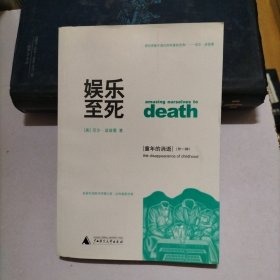 娱乐
至死
amusing ourselves to
death
[美] 尼尔·波兹曼 著
[童年的消逝]
the disappearance of childhood
广西师范大学出版社